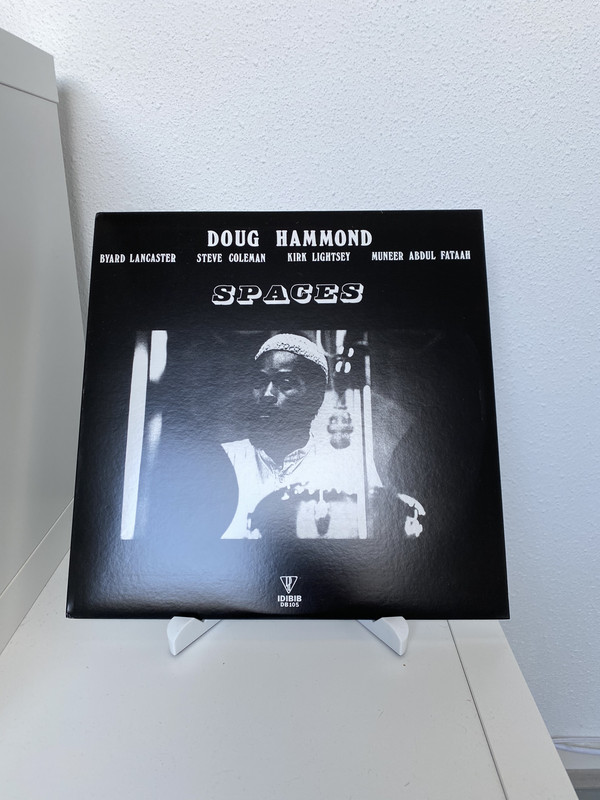 DOUG HAMMOND
BYARD LANCASTER STEVE COLEMAN KIRK LIGHTSEY MUNEER ABDUL FATAAH
SPACES
IDIBIB
DB105